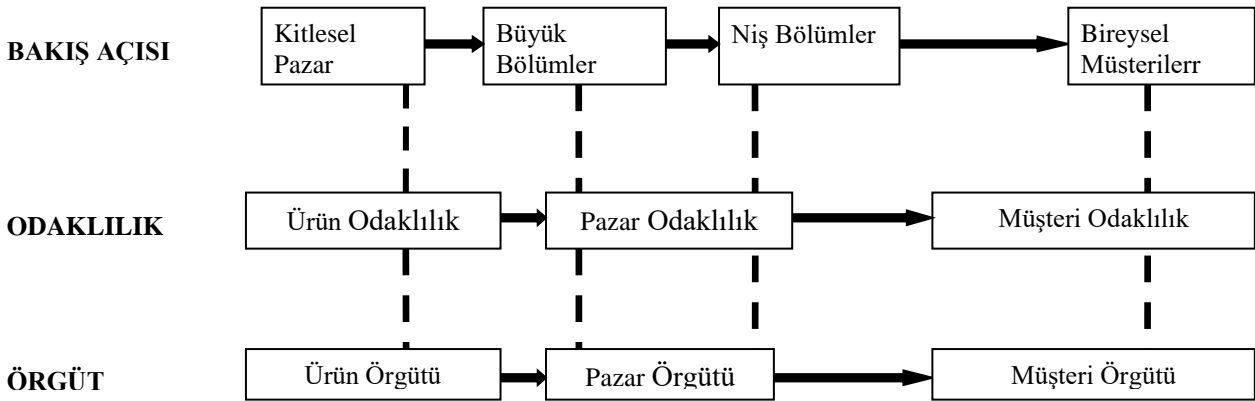 BAKIŞ AÇISI
Kitlesel
Pazar
Büyük
Bölümler
Niş Bölümler
Bireysel
Müsterilerr
ODAKLILIK
Ürün Odaklılık
Pazar Odaklılık
Müşteri Odaklılık
ÖRGÜT
Ürün Örgütü
Pazar Örgütü
Müşteri Örgütü